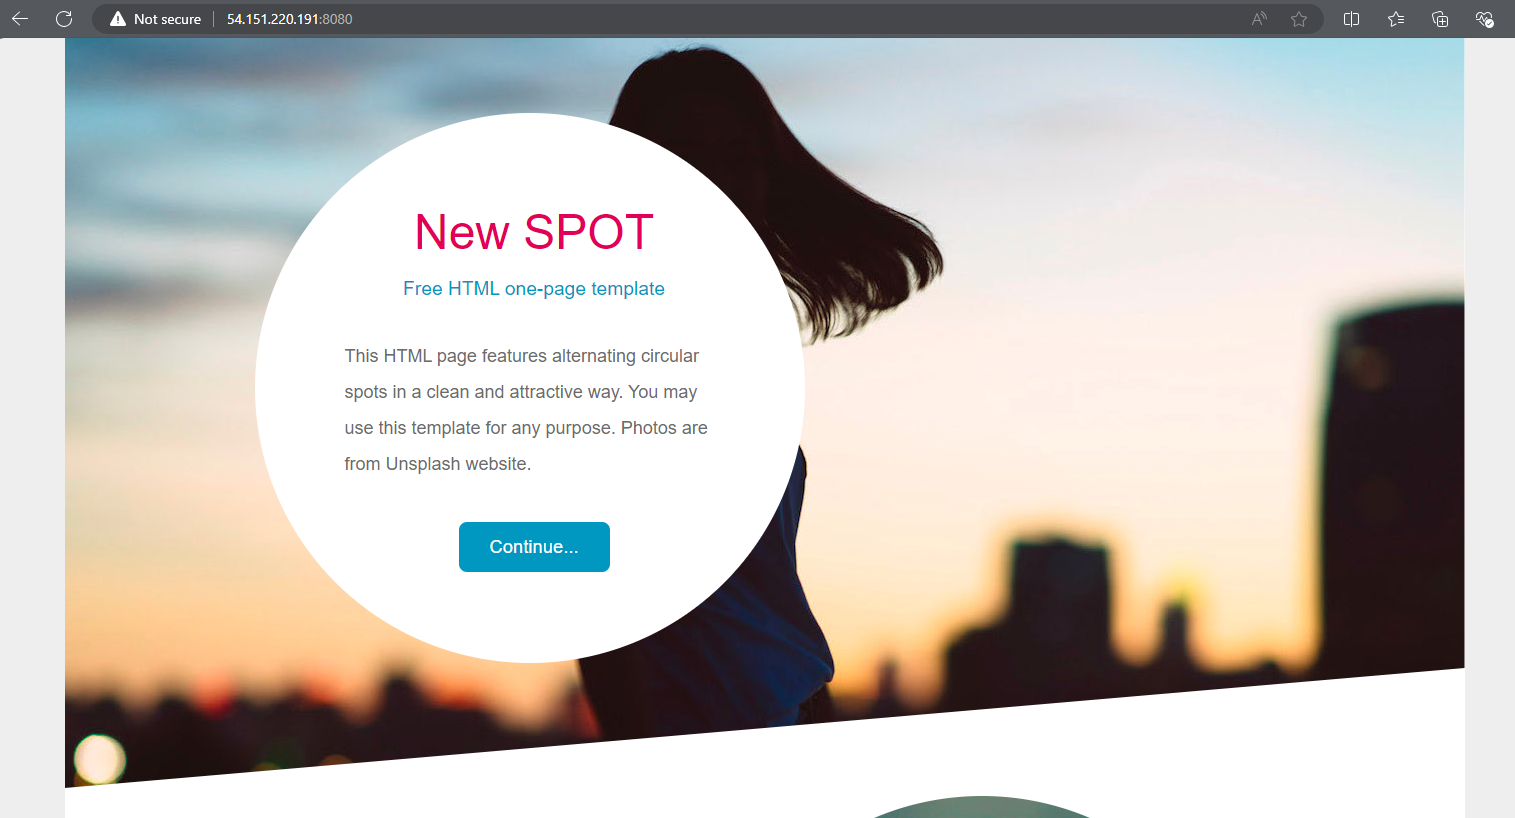 Not secure 54.151.220.191:8080
New SPOT
Free HTML one-page template
This HTML page features alternating circular
spots in a clean and attractive way. You may
use this template for any purpose. Photos are
from Unsplash website.
Continue...